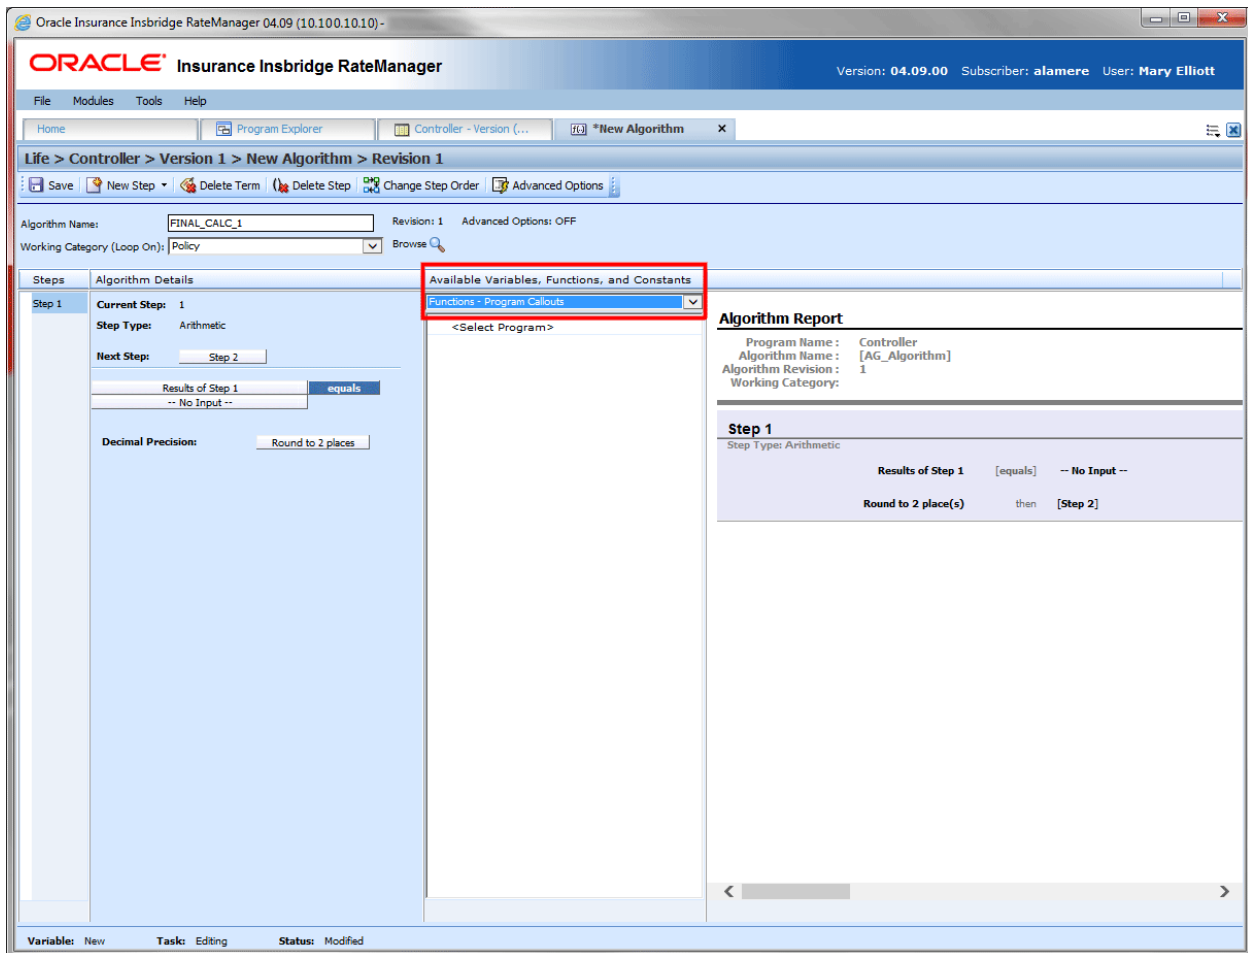 Oracle Insurance Insbridge RateManager 04.09 (10.100.10.10) -
ORACLE Insurance Insbridge RateManager
Version: 04.09.00 Subscriber: alamere User: Mary Elliott
File Modules Tools Help
Home Program Explorer Controller - Version (... f(x) *New Algorithm x
Life > Controller > Version 1 > New Algorithm > Revision 1
Save New Step Delete Term Delete Step Change Step Order Advanced Options
Algorithm Name: FINAL_CALC_1 Revision: 1 Advanced Options: OFF
Working Category (Loop On): Policy Browse
Steps Algorithm Details Available Variables, Functions, and Constants
Step 1
Current Step: 1
Step Type: Arithmetic
Next Step: Step 2
Results of Step 1 equals
-- No Input --
Decimal Precision: Round to 2 places
Functions - Program Callouts
<Select Program>
Algorithm Report
Program Name : Controller
Algorithm Name : [AG_Algorithm]
Algorithm Revision : 1
Working Category:
Step 1
Step Type: Arithmetic
Results of Step 1 [equals] -- No Input --
Round to 2 place(s) then [Step 2]
Variable: New Task: Editing Status: Modified